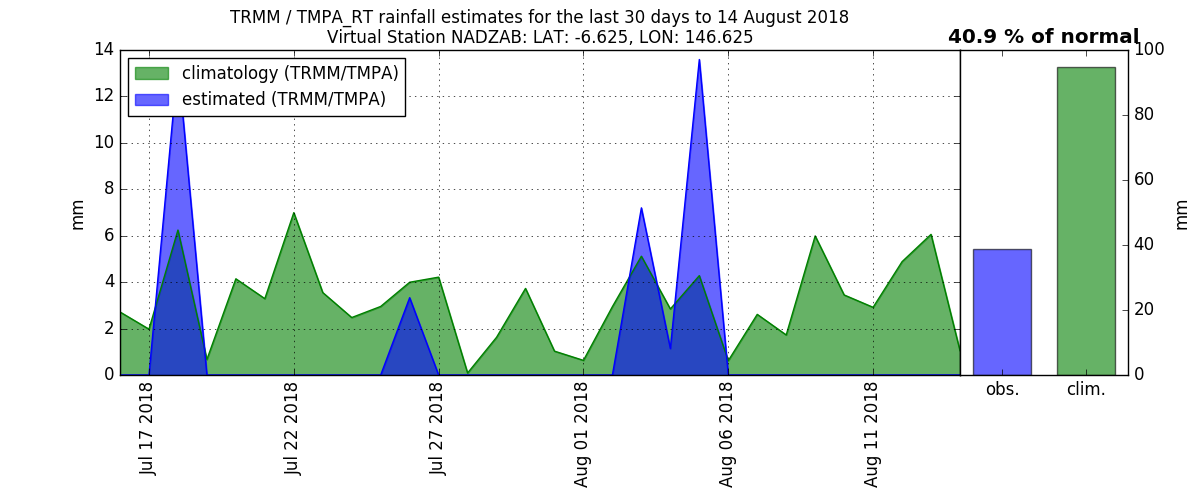 TRMM / TMPA_RT rainfall estimates for the last 30 days to 14 August 2018
Virtual Station NADZAB: LAT: -6.625, LON: 146.625
40.9 % of normal
climatology (TRMM/TMPA)
estimated (TRMM/TMPA)
14
12
10
8
6
4
2
0
mm
Jul 17 2018
Jul 22 2018
Jul 27 2018
Aug 01 2018
Aug 06 2018
Aug 11 2018
obs.
clim.
100
80
60
40
20
0
mm